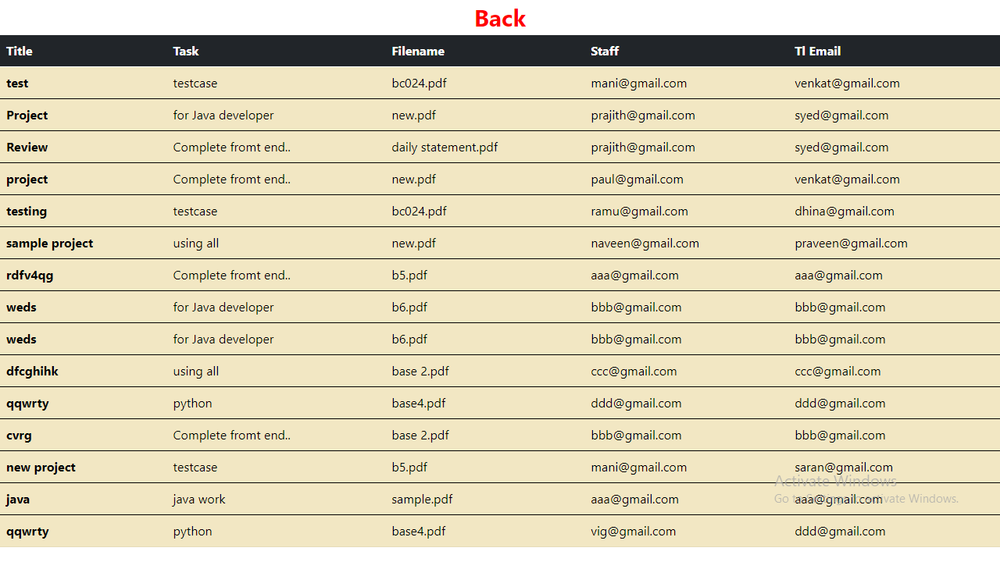 Back
Title Task Filename Staff Tl Email
test testcase bc024.pdf mani@gmail.com venkat@gmail.com
Project for Java developer new.pdf prajith@gmail.com syed@gmail.com
Review Complete fromt end.. daily statement.pdf prajith@gmail.com syed@gmail.com
project Complete fromt end.. new.pdf paul@gmail.com venkat@gmail.com
testing testcase bc024.pdf ramu@gmail.com dhina@gmail.com
sample project using all new.pdf naveen@gmail.com praveen@gmail.com
rdfv4qg Complete fromt end.. b5.pdf aaa@gmail.com aaa@gmail.com
weds for Java developer b6.pdf bbb@gmail.com bbb@gmail.com
weds for Java developer b6.pdf bbb@gmail.com bbb@gmail.com
dfcghihk using all base 2.pdf ccc@gmail.com ccc@gmail.com
qqwrty python base4.pdf ddd@gmail.com ddd@gmail.com
cvrg Complete fromt end.. base 2.pdf bbb@gmail.com bbb@gmail.com
new project testcase b5.pdf mani@gmail.com saran@gmail.com
Activate Windows
java java work sample.pdf aaa@gmail.com aaa@gmail.com
Go to Settings to activate Windows.
qqwrty python base4.pdf vig@gmail.com ddd@gmail.com